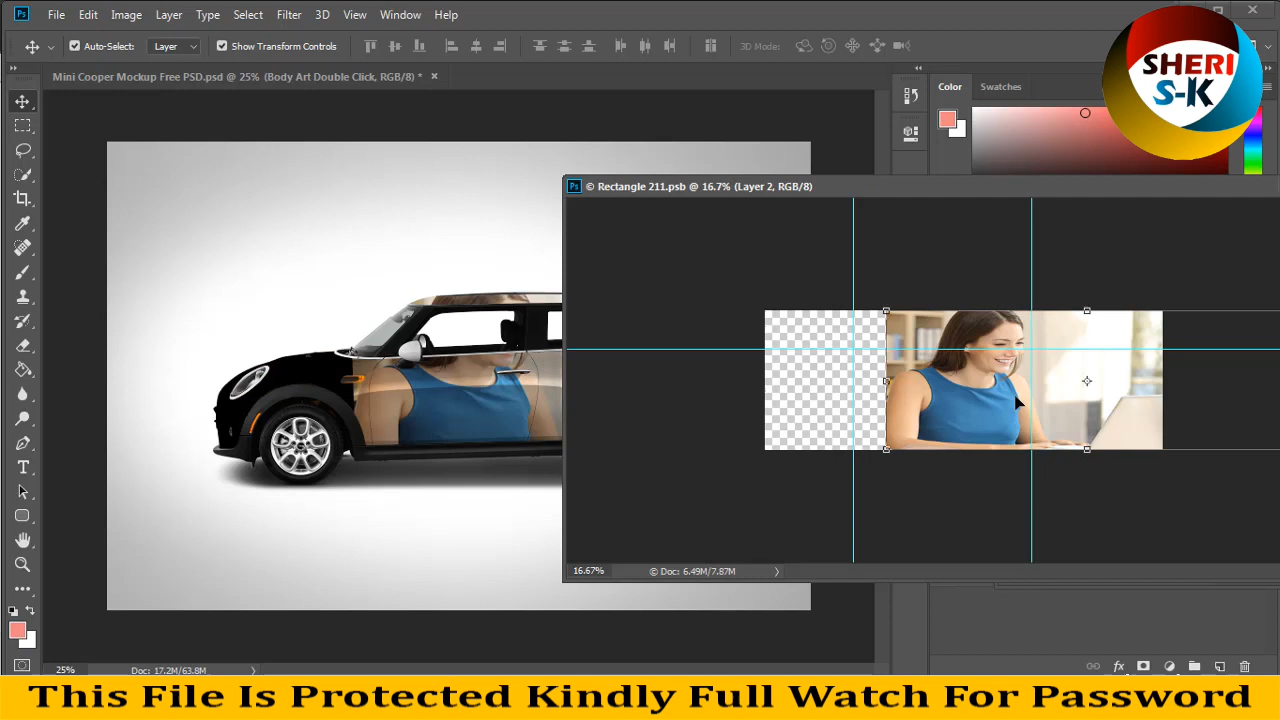 File Edit Image Layer Type Select Filter 3D View Window Help
Auto-Select: Layer Show Transform Controls 3D Mode:
Mini Cooper Mockup Free PSD.psd @ 25% (Body Art Double Click, RGB/8) *
Color Swatches
SHERI
S-K
© Rectangle 211.psb @ 16.7% (Layer 2, RGB/8)
16.67% © Doc: 6.49M/7.87M
25% Doc: 17.2M/63.8M
This File Is Protected Kindly Full Watch For Password